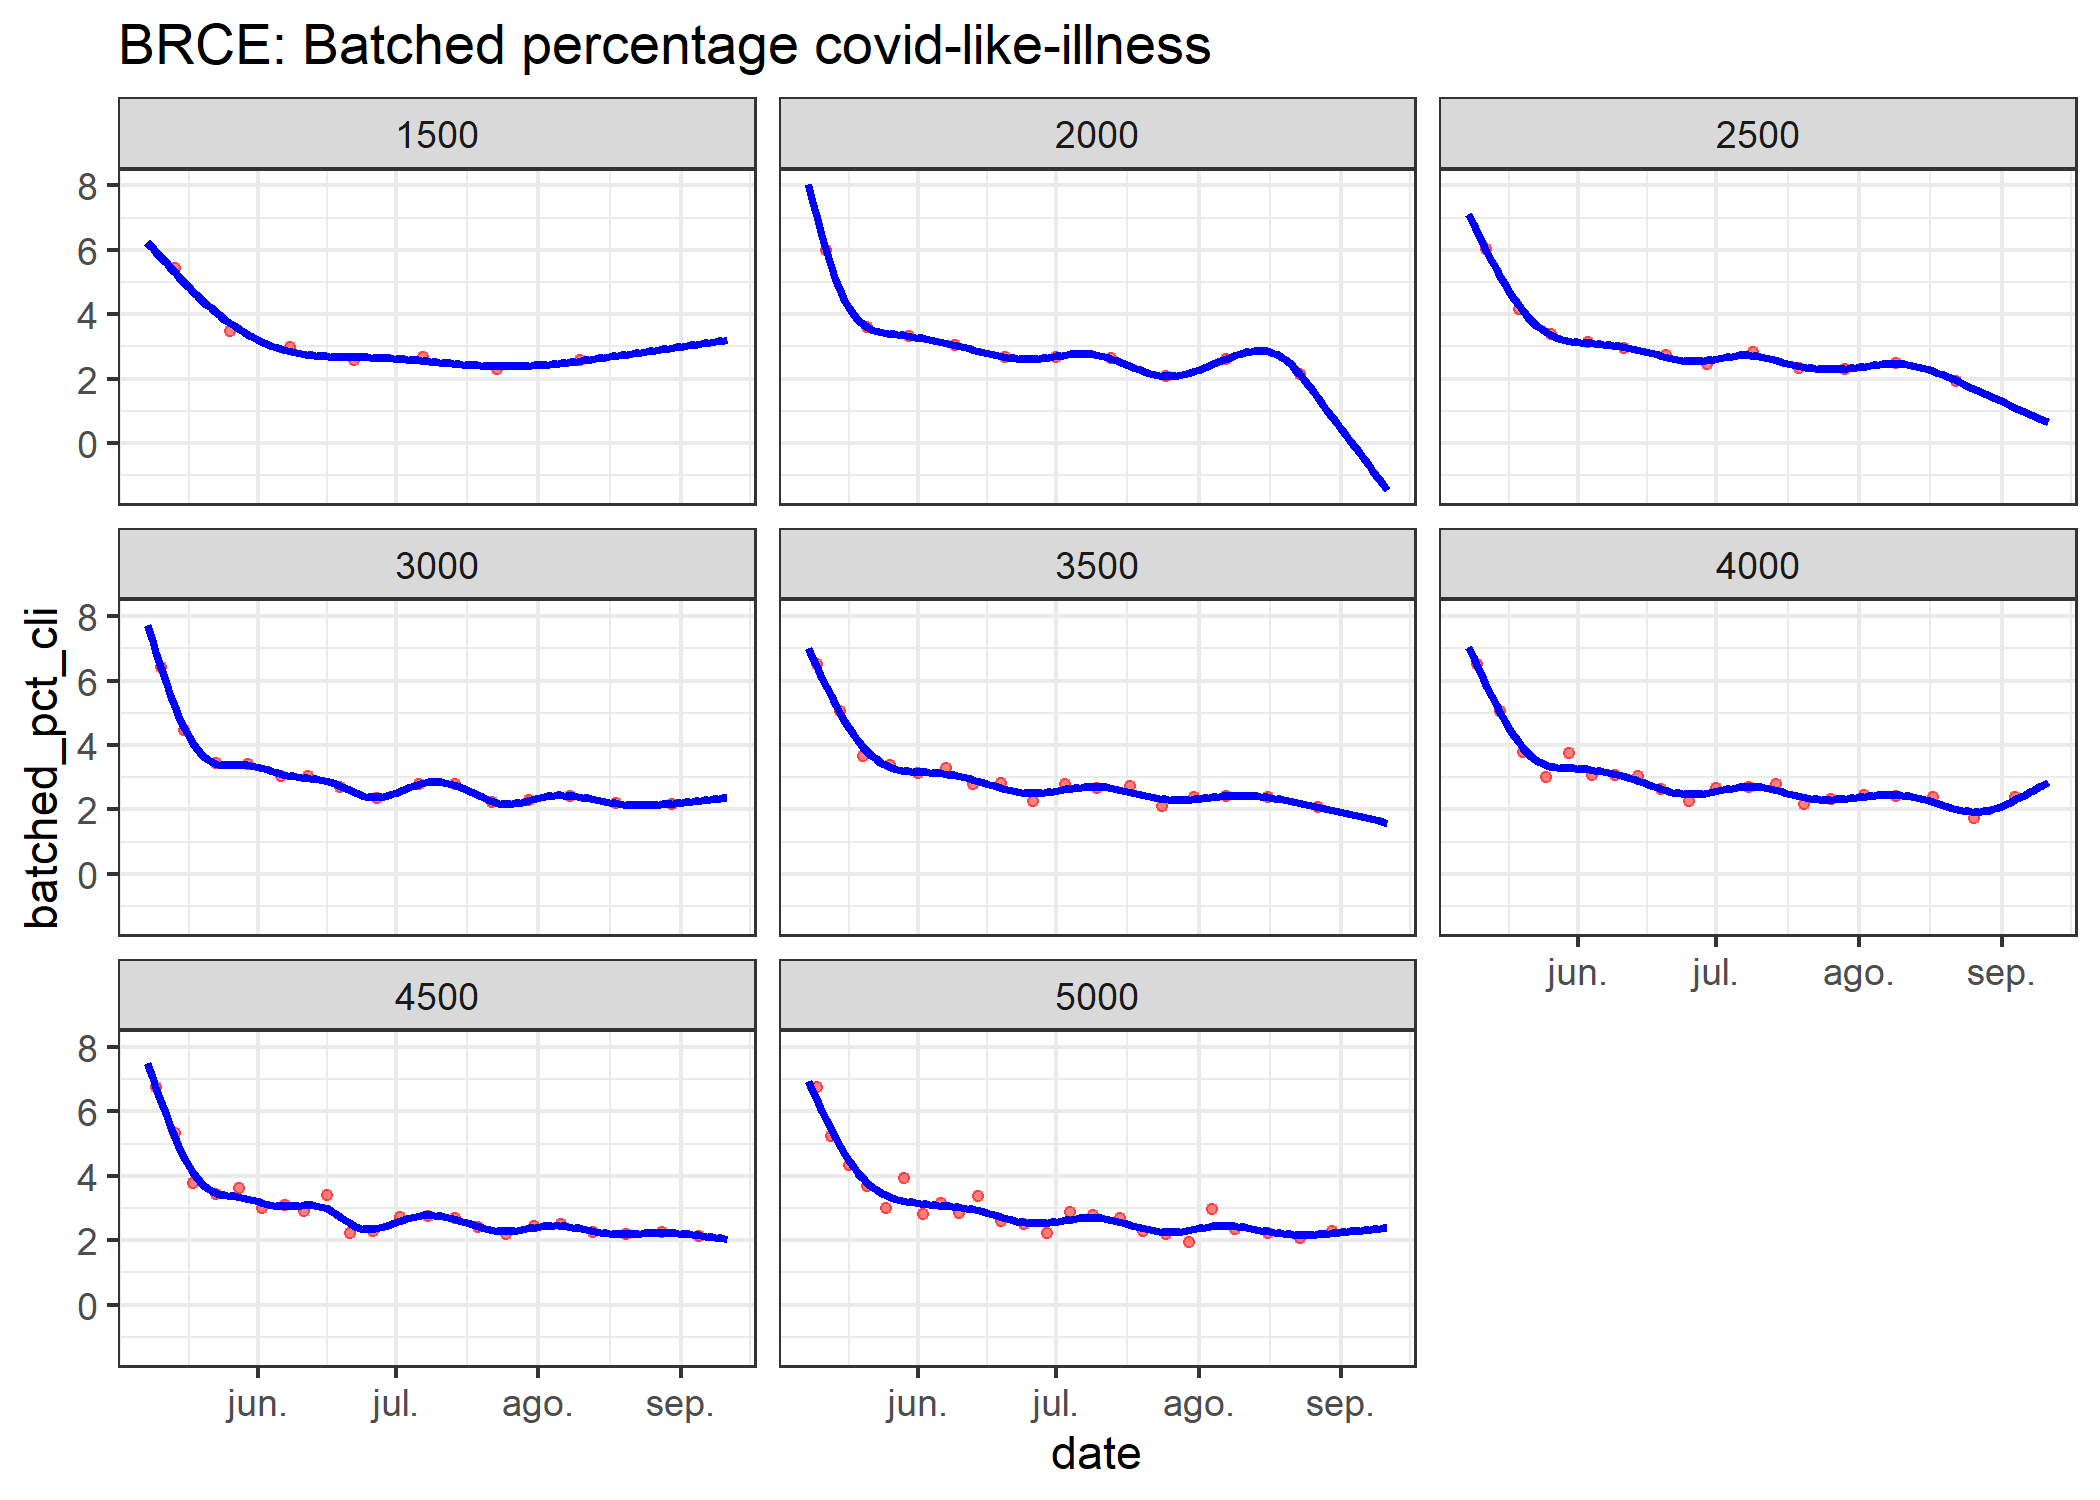 BRCE: Batched percentage covid-like-illness
1500
2000
2500
8
6
4
2
0
3000
3500
4000
batched_pct_cli
8
6
4
2
0
jun.
jul.
ago.
sep.
4500
5000
8
6
4
2
0
jun.
jul.
ago.
sep.
jun.
jul.
ago.
sep.
date